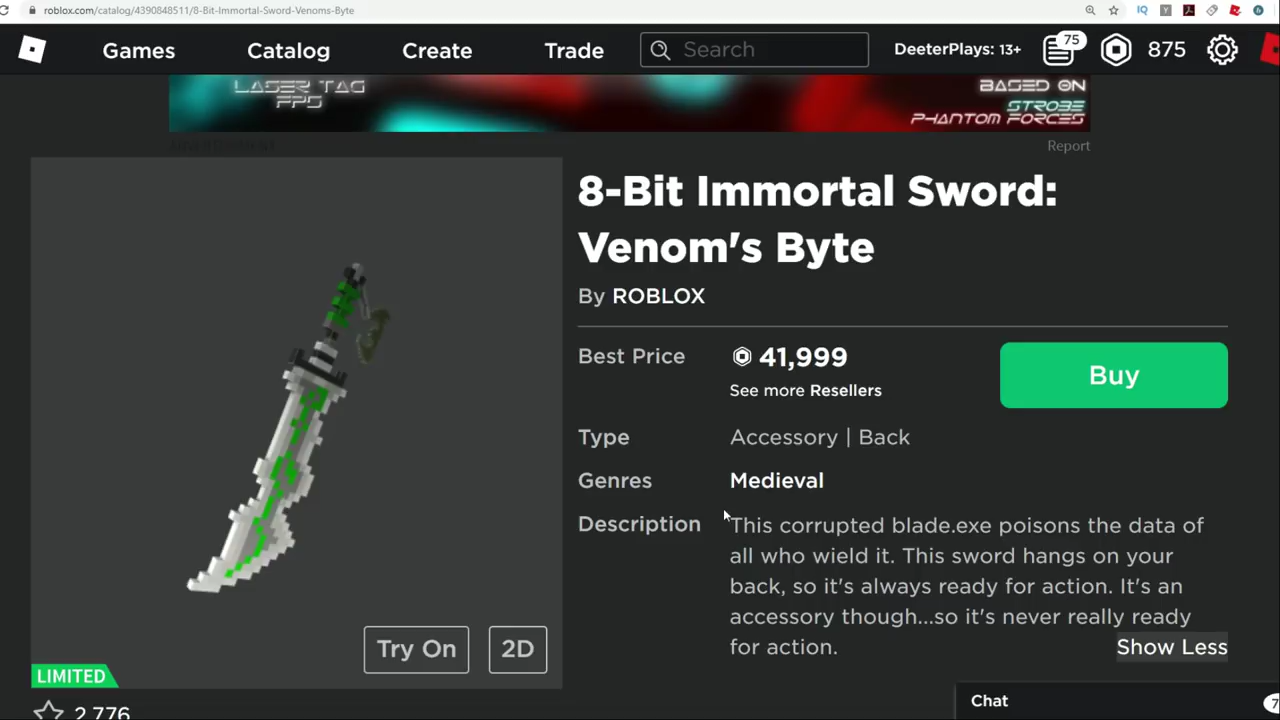 roblox.com/catalog/4390848511/8-Bit-Immortal-Sword-Venoms-Byte
Games Catalog Create Trade Search DeeterPlays: 13+ 75 875
LASER TAG
FPS
BASED ON
STROBE
PHANTOM FORCES
Report
8-Bit Immortal Sword:
Venom's Byte
By ROBLOX
Best Price 41,999 Buy
See more Resellers
Type Accessory | Back
Genres Medieval
Description This corrupted blade.exe poisons the data of
all who wield it. This sword hangs on your
back, so it's always ready for action. It's an
accessory though...so it's never really ready
for action. Show Less
Try On 2D
LIMITED
2,776
Chat